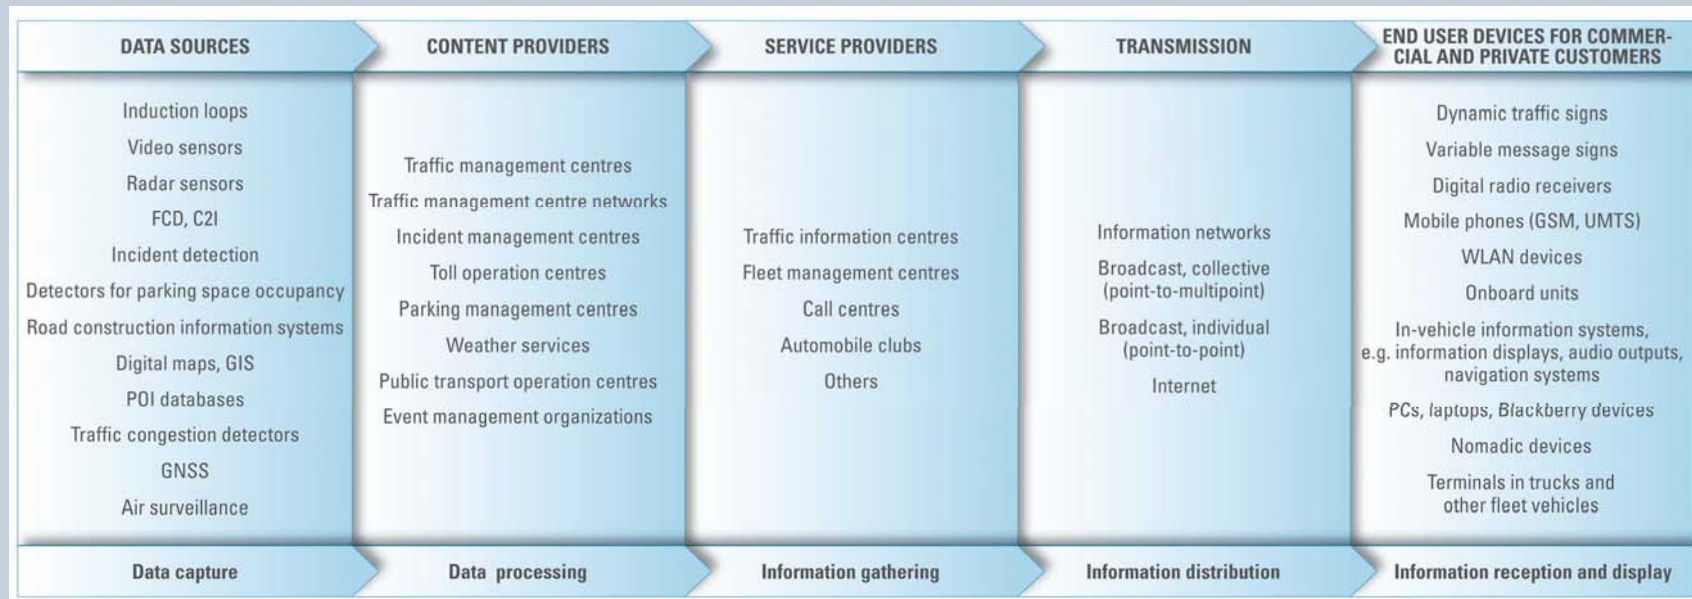 DATA SOURCES
CONTENT PROVIDERS
SERVICE PROVIDERS
TRANSMISSION
END USER DEVICES FOR COMMER-
CIAL AND PRIVATE CUSTOMERS
Induction loops
Video sensors
Radar sensors
FCD, C2I
Incident detection
Detectors for parking space occupancy
Road construction information systems
Digital maps, GIS
POI databases
Traffic congestion detectors
GNSS
Air surveillance
Traffic management centres
Traffic management centre networks
Incident management centres
Toll operation centres
Parking management centres
Weather services
Public transport operation centres
Event management organizations
Traffic information centres
Fleet management centres
Call centres
Automobile clubs
Others
Information networks
Broadcast, collective
(point-to-multipoint)
Broadcast, individual
(point-to-point)
Internet
Dynamic traffic signs
Variable message signs
Digital radio receivers
Mobile phones (GSM, UMTS)
WLAN devices
Onboard units
In-vehicle information systems,
e.g. information displays, audio outputs,
navigation systems
PCs, laptops, Blackberry devices
Nomadic devices
Terminals in trucks and
other fleet vehicles
Data capture
Data processing
Information gathering
Information distribution
Information reception and display